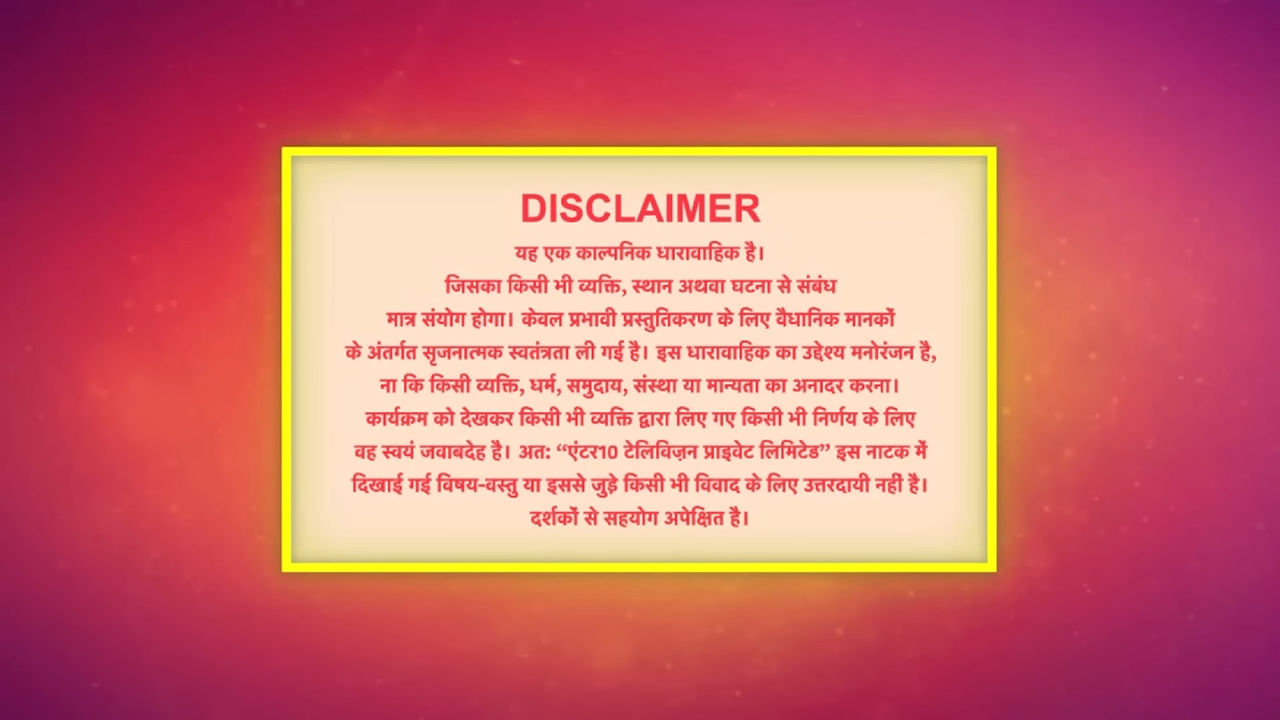 DISCLAIMER
यह एक काल्पनिक धारावाहिक है।
जिसका किसी भी व्यक्ति, स्थान अथवा घटना से संबंध
मात्र संयोग होगा। केवल प्रभावी प्रस्तुतिकरण के लिए वैधानिक मानकों
के अंतर्गत सृजनात्मक स्वतंत्रता ली गई है। इस धारावाहिक का उद्देश्य मनोरंजन है,
ना कि किसी व्यक्ति, धर्म, समुदाय, संस्था या मान्यता का अनादर करना।
कार्यक्रम को देखकर किसी भी व्यक्ति द्वारा लिए गए किसी भी निर्णय के लिए
वह स्वयं जवाबदेह है। अत: “एंटर10 टेलिविज़न प्राइवेट लिमिटेड” इस नाटक में
दिखाई गई विषय-वस्तु या इससे जुड़े किसी भी विवाद के लिए उत्तरदायी नहीं है।
दर्शकों से सहयोग अपेक्षित है।